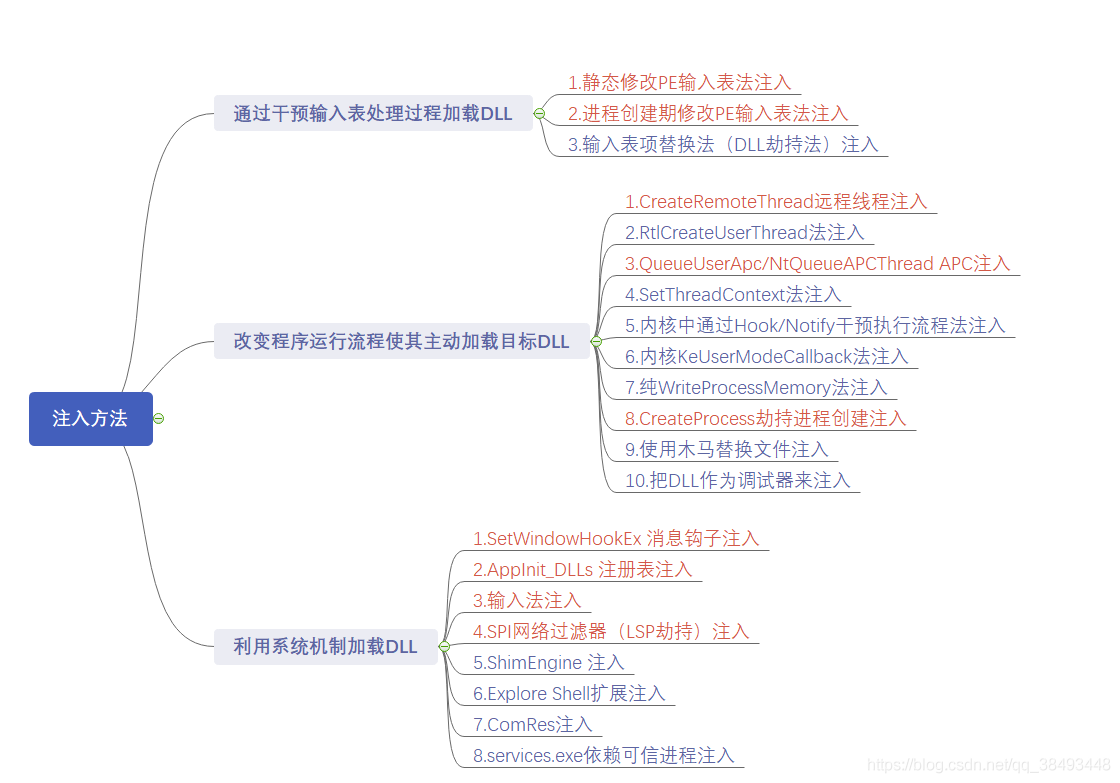 注入方法
通过干预输入表处理过程加载DLL
1.静态修改PE输入表法注入
2.进程创建期修改PE输入表法注入
3.输入表项替换法（DLL劫持法）注入
改变程序运行流程使其主动加载目标DLL
1.CreateRemoteThread远程线程注入
2.RtlCreateUserThread法注入
3.QueueUserApc/NtQueueAPCThread APC注入
4.SetThreadContext法注入
5.内核中通过Hook/Notify干预执行流程法注入
6.内核KeUserModeCallback法注入
7.纯WriteProcessMemory法注入
8.CreateProcess劫持进程创建注入
9.使用木马替换文件注入
10.把DLL作为调试器来注入
利用系统机制加载DLL
1.SetWindowHookEx 消息钩子注入
2.AppInit_DLLs 注册表注入
3.输入法注入
4.SPI网络过滤器（LSP劫持）注入
5.ShimEngine 注入
6.Explore Shell扩展注入
7.ComRes注入
8.services.exe依赖可信进程注入
https://blog.csdn.net/qq_38493448